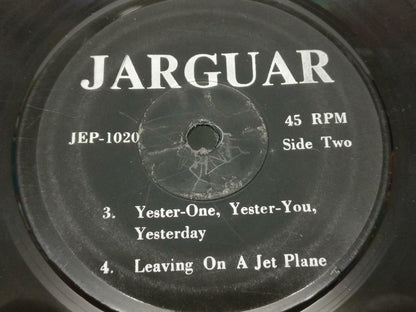 JARGUAR
JEP-1020
45 RPM
Side Two
3. Yester-One, Yester-You,
Yesterday
4. Leaving On A Jet Plane